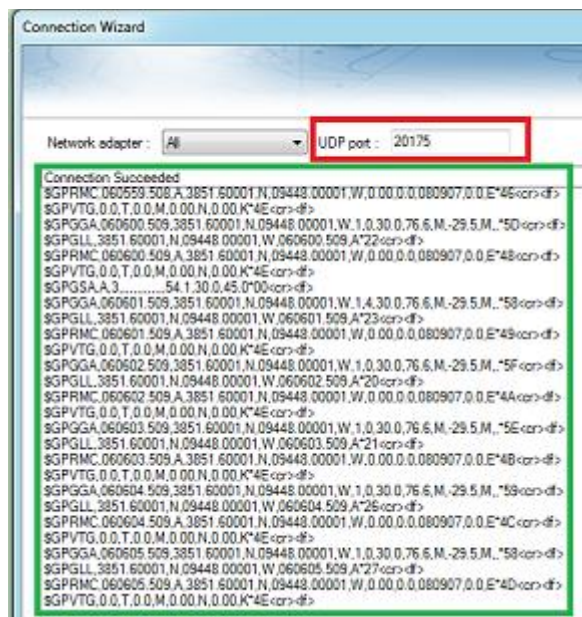 Connection Wizard
Network adapter : All UDP port : 20175
Connection Succeeded
$GPRMC,060559.508,A,3851.60001,N,09448.00001,W,0.00,0.0,080907,0.0,E*46<cr><lf>
$GPVTG,0.0,T,0.0,M,0.00,N,0.00,K*4E<cr><lf>
$GPGGA,060600.509,3851.60001,N,09448.00001,W,1,0,30.0,76.6,M,-29.5,M,,*5D<cr><lf>
$GPGLL,3851.60001,N,09448.00001,W,060600.509,A*22<cr><lf>
$GPRMC,060600.509,A,3851.60001,N,09448.00001,W,0.00,0.0,080907,0.0,E*48<cr><lf>
$GPVTG,0.0,T,0.0,M,0.00,N,0.00,K*4E<cr><lf>
$GPGSA,A,3,,,,,,,,,,,,54.1,30.0,45.0*00<cr><lf>
$GPGGA,060601.509,3851.60001,N,09448.00001,W,1,4,30.0,76.6,M,-29.5,M,,*58<cr><lf>
$GPGLL,3851.60001,N,09448.00001,W,060601.509,A*23<cr><lf>
$GPRMC,060601.509,A,3851.60001,N,09448.00001,W,0.00,0.0,080907,0.0,E*49<cr><lf>
$GPVTG,0.0,T,0.0,M,0.00,N,0.00,K*4E<cr><lf>
$GPGGA,060602.509,3851.60001,N,09448.00001,W,1,0,30.0,76.6,M,-29.5,M,,*5F<cr><lf>
$GPGLL,3851.60001,N,09448.00001,W,060602.509,A*20<cr><lf>
$GPRMC,060602.509,A,3851.60001,N,09448.00001,W,0.00,0.0,080907,0.0,E*4A<cr><lf>
$GPVTG,0.0,T,0.0,M,0.00,N,0.00,K*4E<cr><lf>
$GPGGA,060603.509,3851.60001,N,09448.00001,W,1,0,30.0,76.6,M,-29.5,M,,*5E<cr><lf>
$GPGLL,3851.60001,N,09448.00001,W,060603.509,A*21<cr><lf>
$GPRMC,060603.509,A,3851.60001,N,09448.00001,W,0.00,0.0,080907,0.0,E*4B<cr><lf>
$GPVTG,0.0,T,0.0,M,0.00,N,0.00,K*4E<cr><lf>
$GPGGA,060604.509,3851.60001,N,09448.00001,W,1,0,30.0,76.6,M,-29.5,M,,*59<cr><lf>
$GPGLL,3851.60001,N,09448.00001,W,060604.509,A*26<cr><lf>
$GPRMC,060604.509,A,3851.60001,N,09448.00001,W,0.00,0.0,080907,0.0,E*4C<cr><lf>
$GPVTG,0.0,T,0.0,M,0.00,N,0.00,K*4E<cr><lf>
$GPGGA,060605.509,3851.60001,N,09448.00001,W,1,0,30.0,76.6,M,-29.5,M,,*58<cr><lf>
$GPGLL,3851.60001,N,09448.00001,W,060605.509,A*27<cr><lf>
$GPRMC,060605.509,A,3851.60001,N,09448.00001,W,0.00,0.0,080907,0.0,E*4D<cr><lf>
$GPVTG,0.0,T,0.0,M,0.00,N,0.00,K*4E<cr><lf>